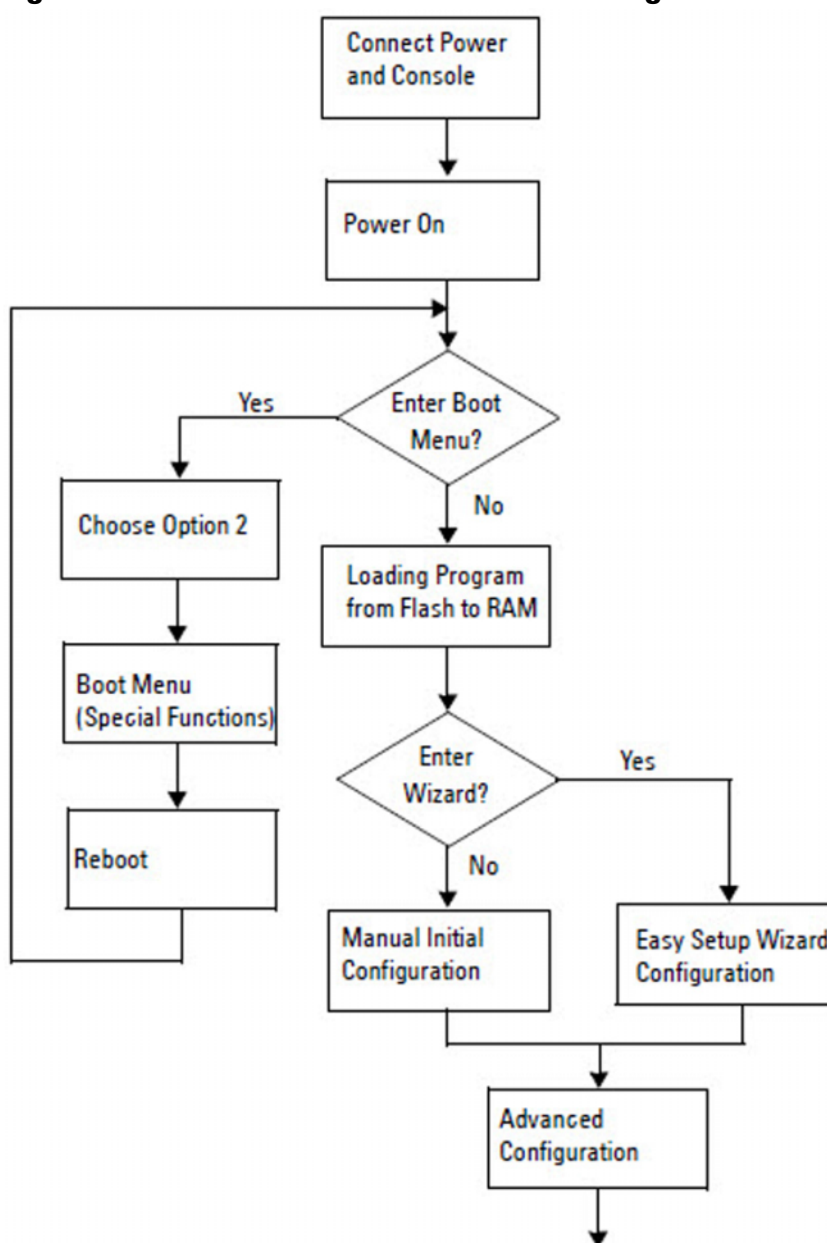 Connect Power
and Console
Power On
Enter Boot
Menu?
Yes
No
Choose Option 2
Loading Program
from Flash to RAM
Boot Menu
(Special Functions)
Enter
Wizard?
Yes
No
Reboot
Manual Initial
Configuration
Easy Setup Wizard
Configuration
Advanced
Configuration